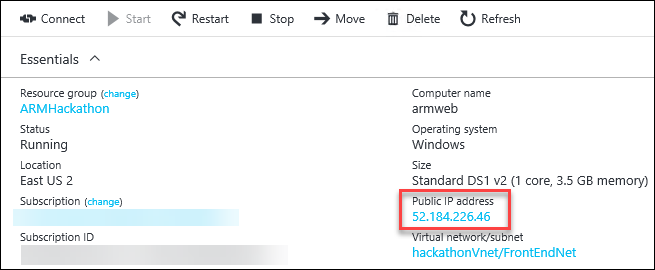 Connect Start Restart Stop Move Delete Refresh
Essentials
Resource group (change)
ARMHackathon
Status
Running
Location
East US 2
Subscription (change)
Subscription ID
Computer name
armweb
Operating system
Windows
Size
Standard DS1 v2 (1 core, 3.5 GB memory)
Public IP address
52.184.226.46
Virtual network/subnet
hackathonVnet/FrontEndNet